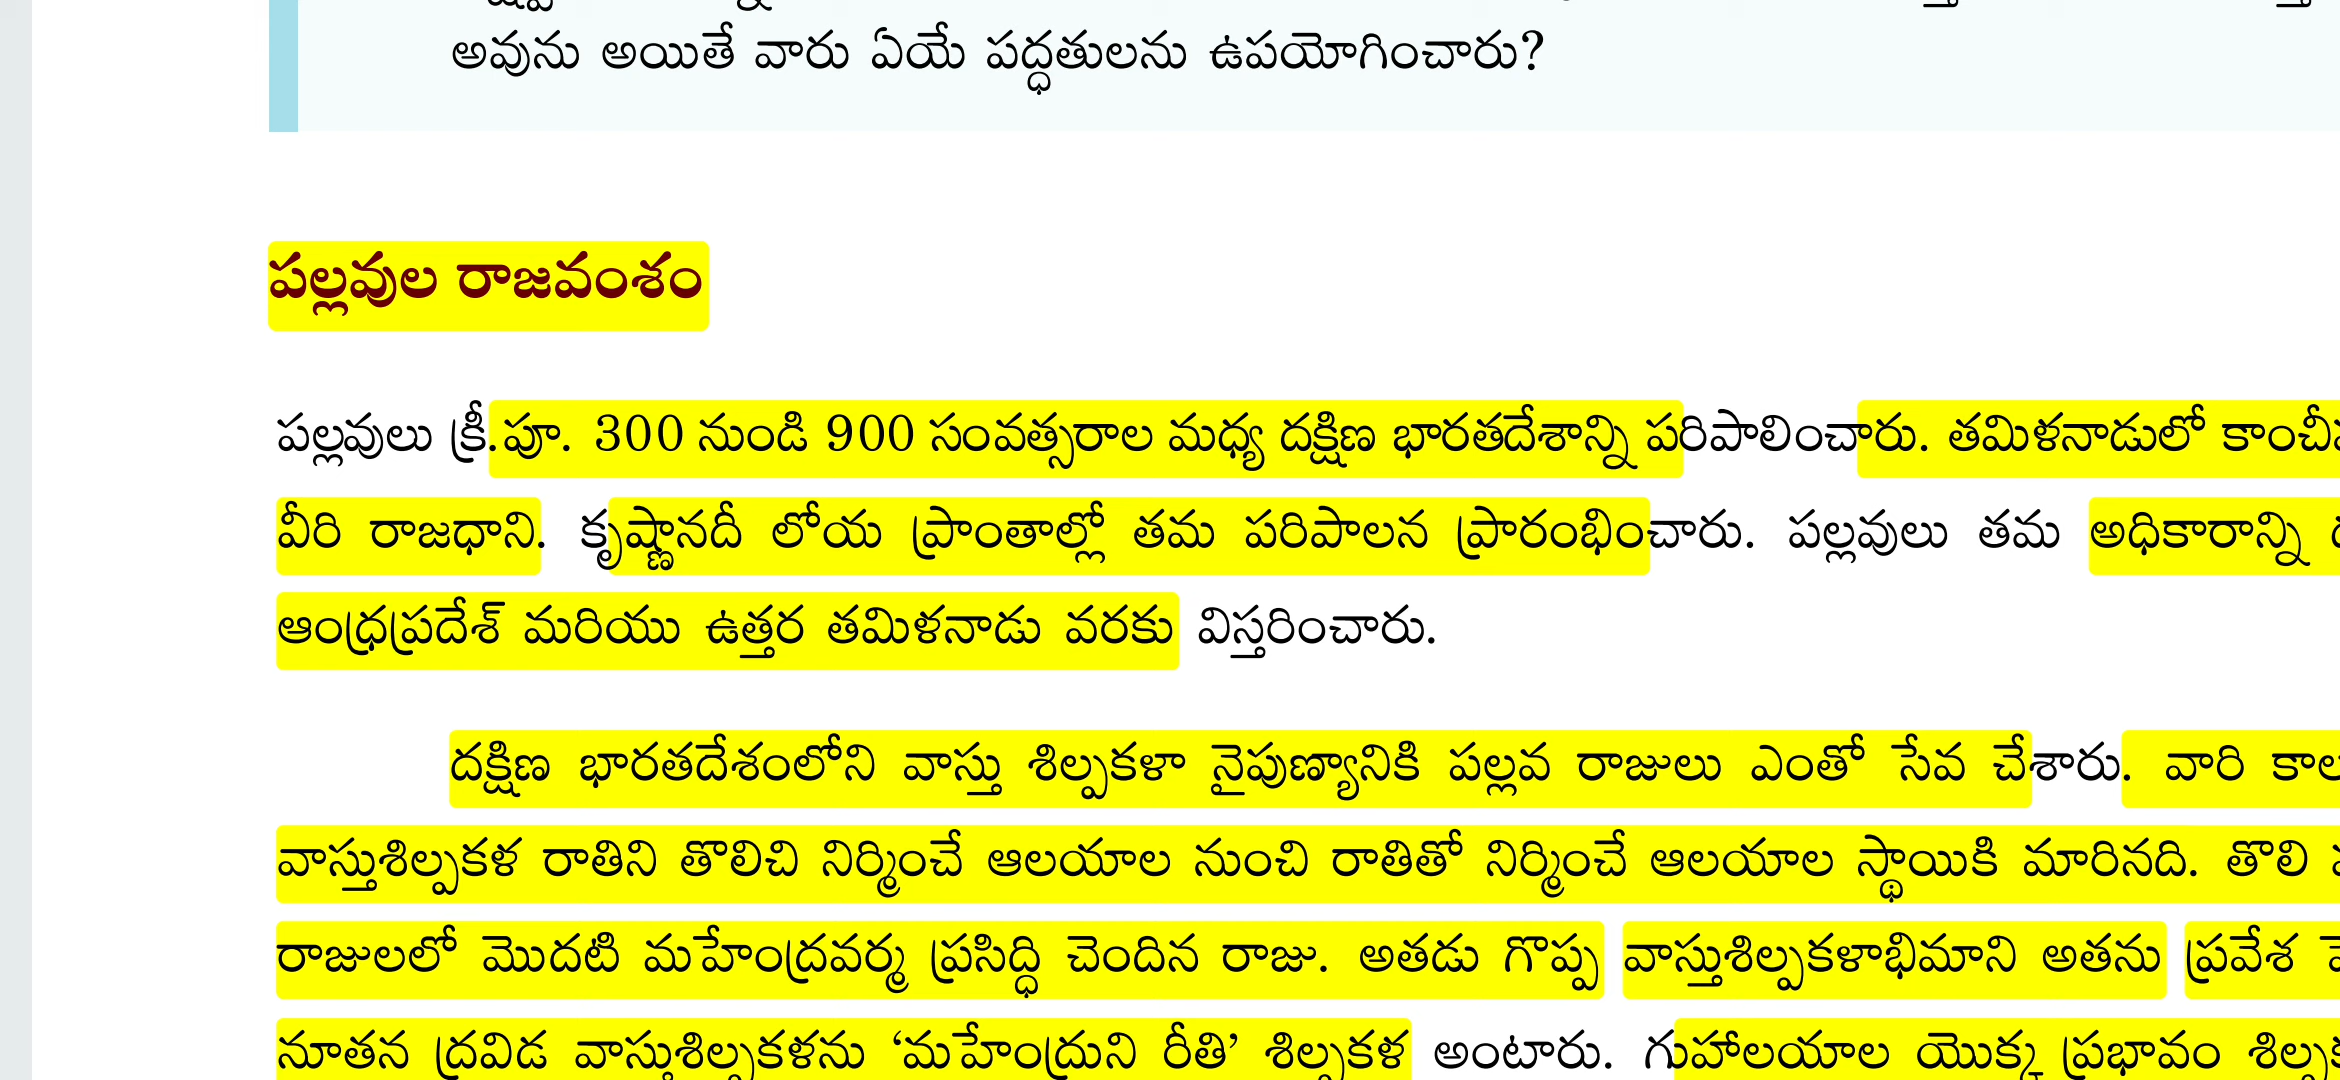 అవును అయితే వారు ఏయే పద్ధతులను ఉపయోగించారు?
పల్లవుల రాజవంశం
పల్లవులు క్రీ.పూ. 300 నుండి 900 సంవత్సరాల మధ్య దక్షిణ భారతదేశాన్ని పరిపాలించారు. తమిళనాడులో
వీరి రాజధాని. కృష్ణానదీ లోయ ప్రాంతాల్లో తమ పరిపాలన ప్రారంభించారు. పల్లవులు తమ అధికారాన్ని
ఆంధ్రప్రదేశ్ మరియు ఉత్తర తమిళనాడు వరకు విస్తరించారు.
దక్షిణ భారతదేశంలోని వాస్తు శిల్పకళా నైపుణ్యానికి పల్లవ రాజులు ఎంతో సేవ చేశారు. వారి
వాస్తుశిల్పకళ రాతిని తొలిచి నిర్మించే ఆలయాల నుంచి రాతితో నిర్మించే ఆలయాల స్థాయికి మారినది. తొలి
రాజులలో మొదటి మహేంద్రవర్మ ప్రసిద్ధి చెందిన రాజు. అతడు గొప్ప వాస్తుశిల్పకళాభిమాని అతను ప్రవేశ
నూతన ద్రవిడ వాస్తుశిల్పకళను ‘మహేంద్రుని రీతి’ శిల్పకళ అంటారు. గుహాలయాల యొక్క ప్రభావం